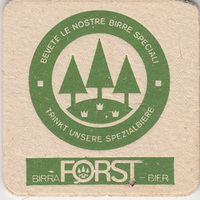 BEVETE LE NOSTRE BIRRE SPECIALI
TRINKT UNSERE SPEZIALBIERE
BIRRA FORST - BIER